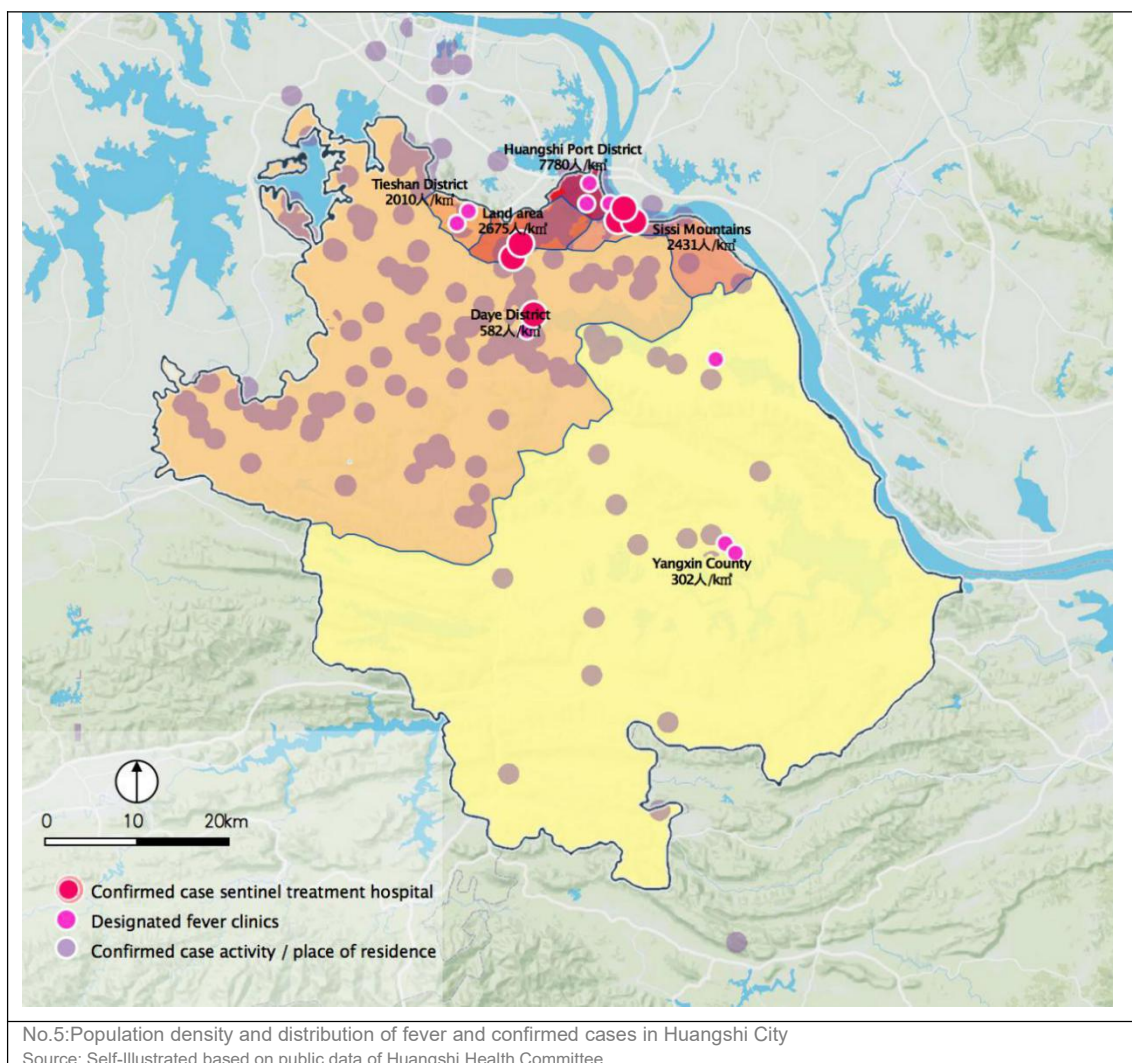 Huangshi Port District
7780人/k㎡
Tieshan District
2010人/k㎡
Land area
2675人/k㎡
Sissi Mountains
2431人/k㎡
Daye District
582人/k㎡
Yangxin County
302人/k㎡
0 10 20km
Confirmed case sentinel treatment hospital
Designated fever clinics
Confirmed case activity / place of residence
No.5:Population density and distribution of fever and confirmed cases in Huangshi City
Source: Self-Illustrated based on public data of Huangshi Health Committee